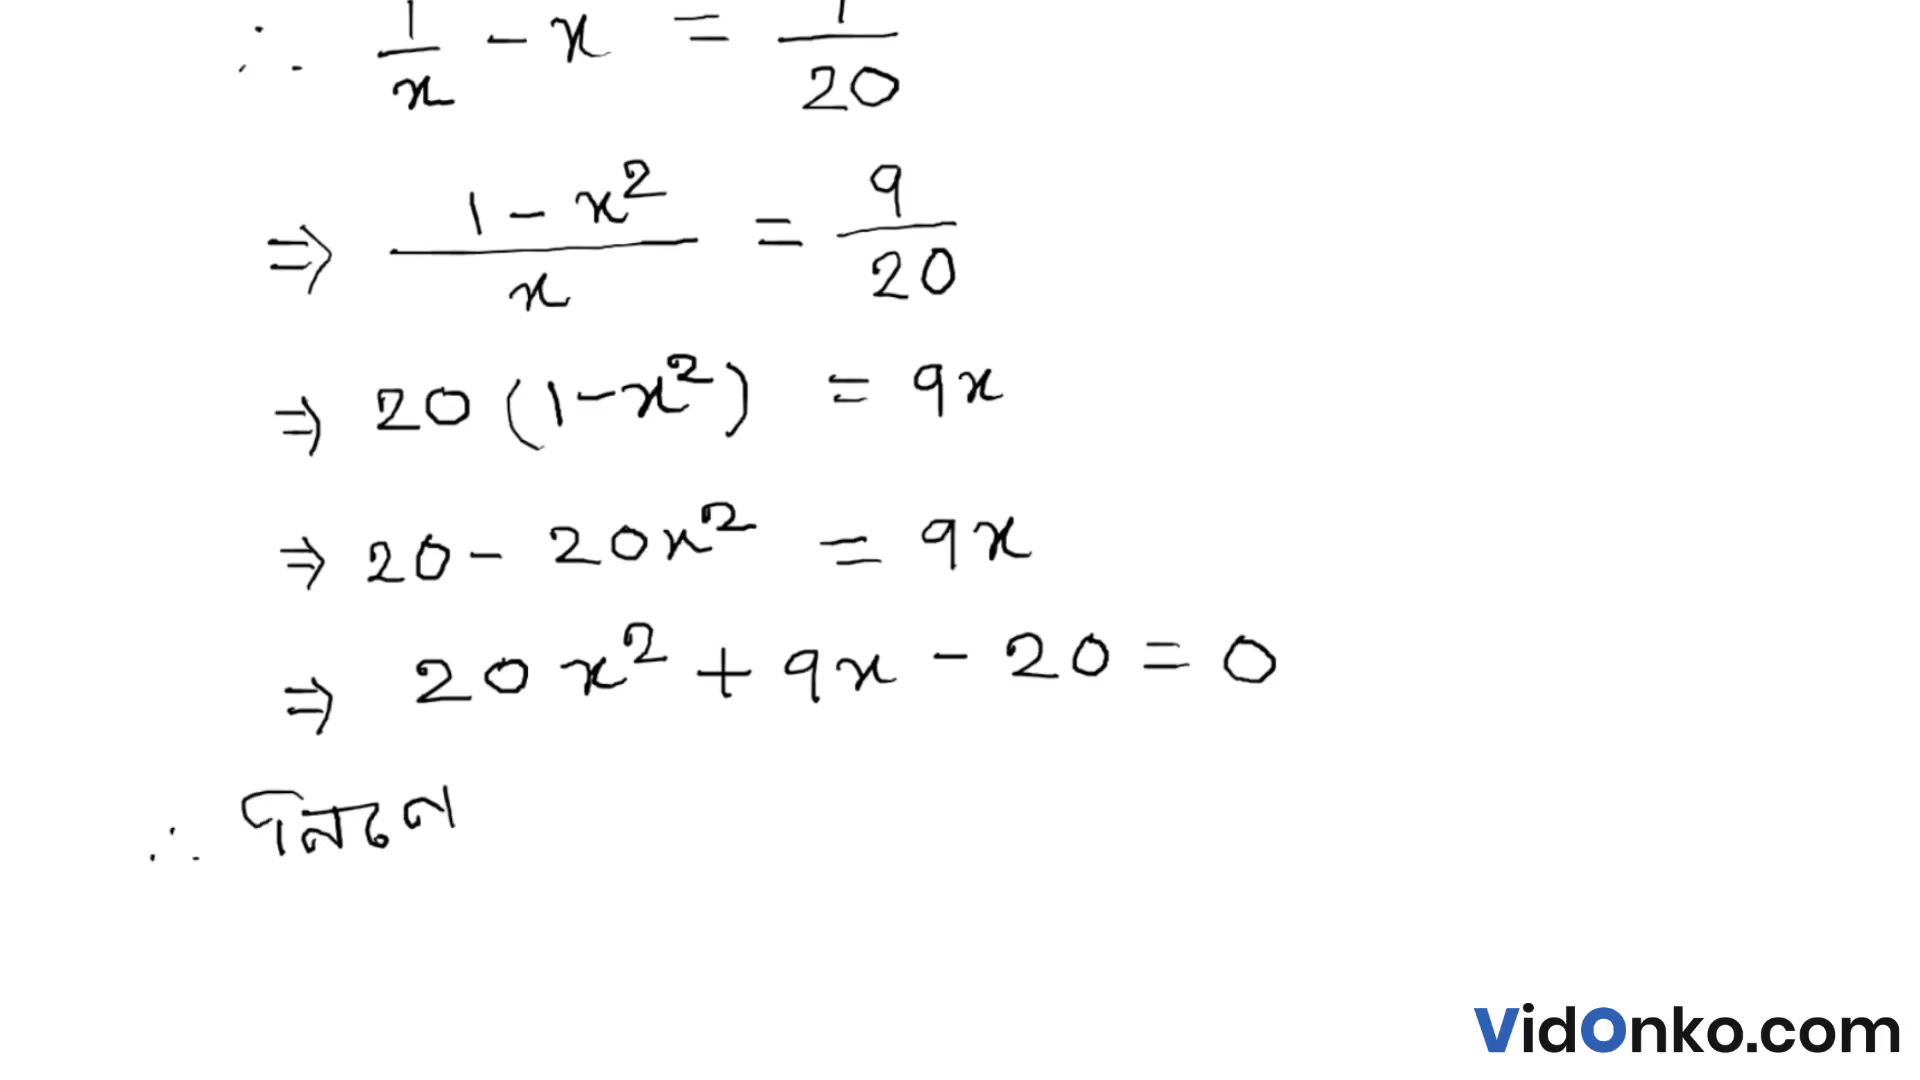 ∴ 1/x - x = 1/20
⇒ (1 - x²)/x = 9/20
⇒ 20 (1 - x²) = 9x
⇒ 20 - 20x² = 9x
⇒ 20x² + 9x - 20 = 0
∴
VidOnko.com